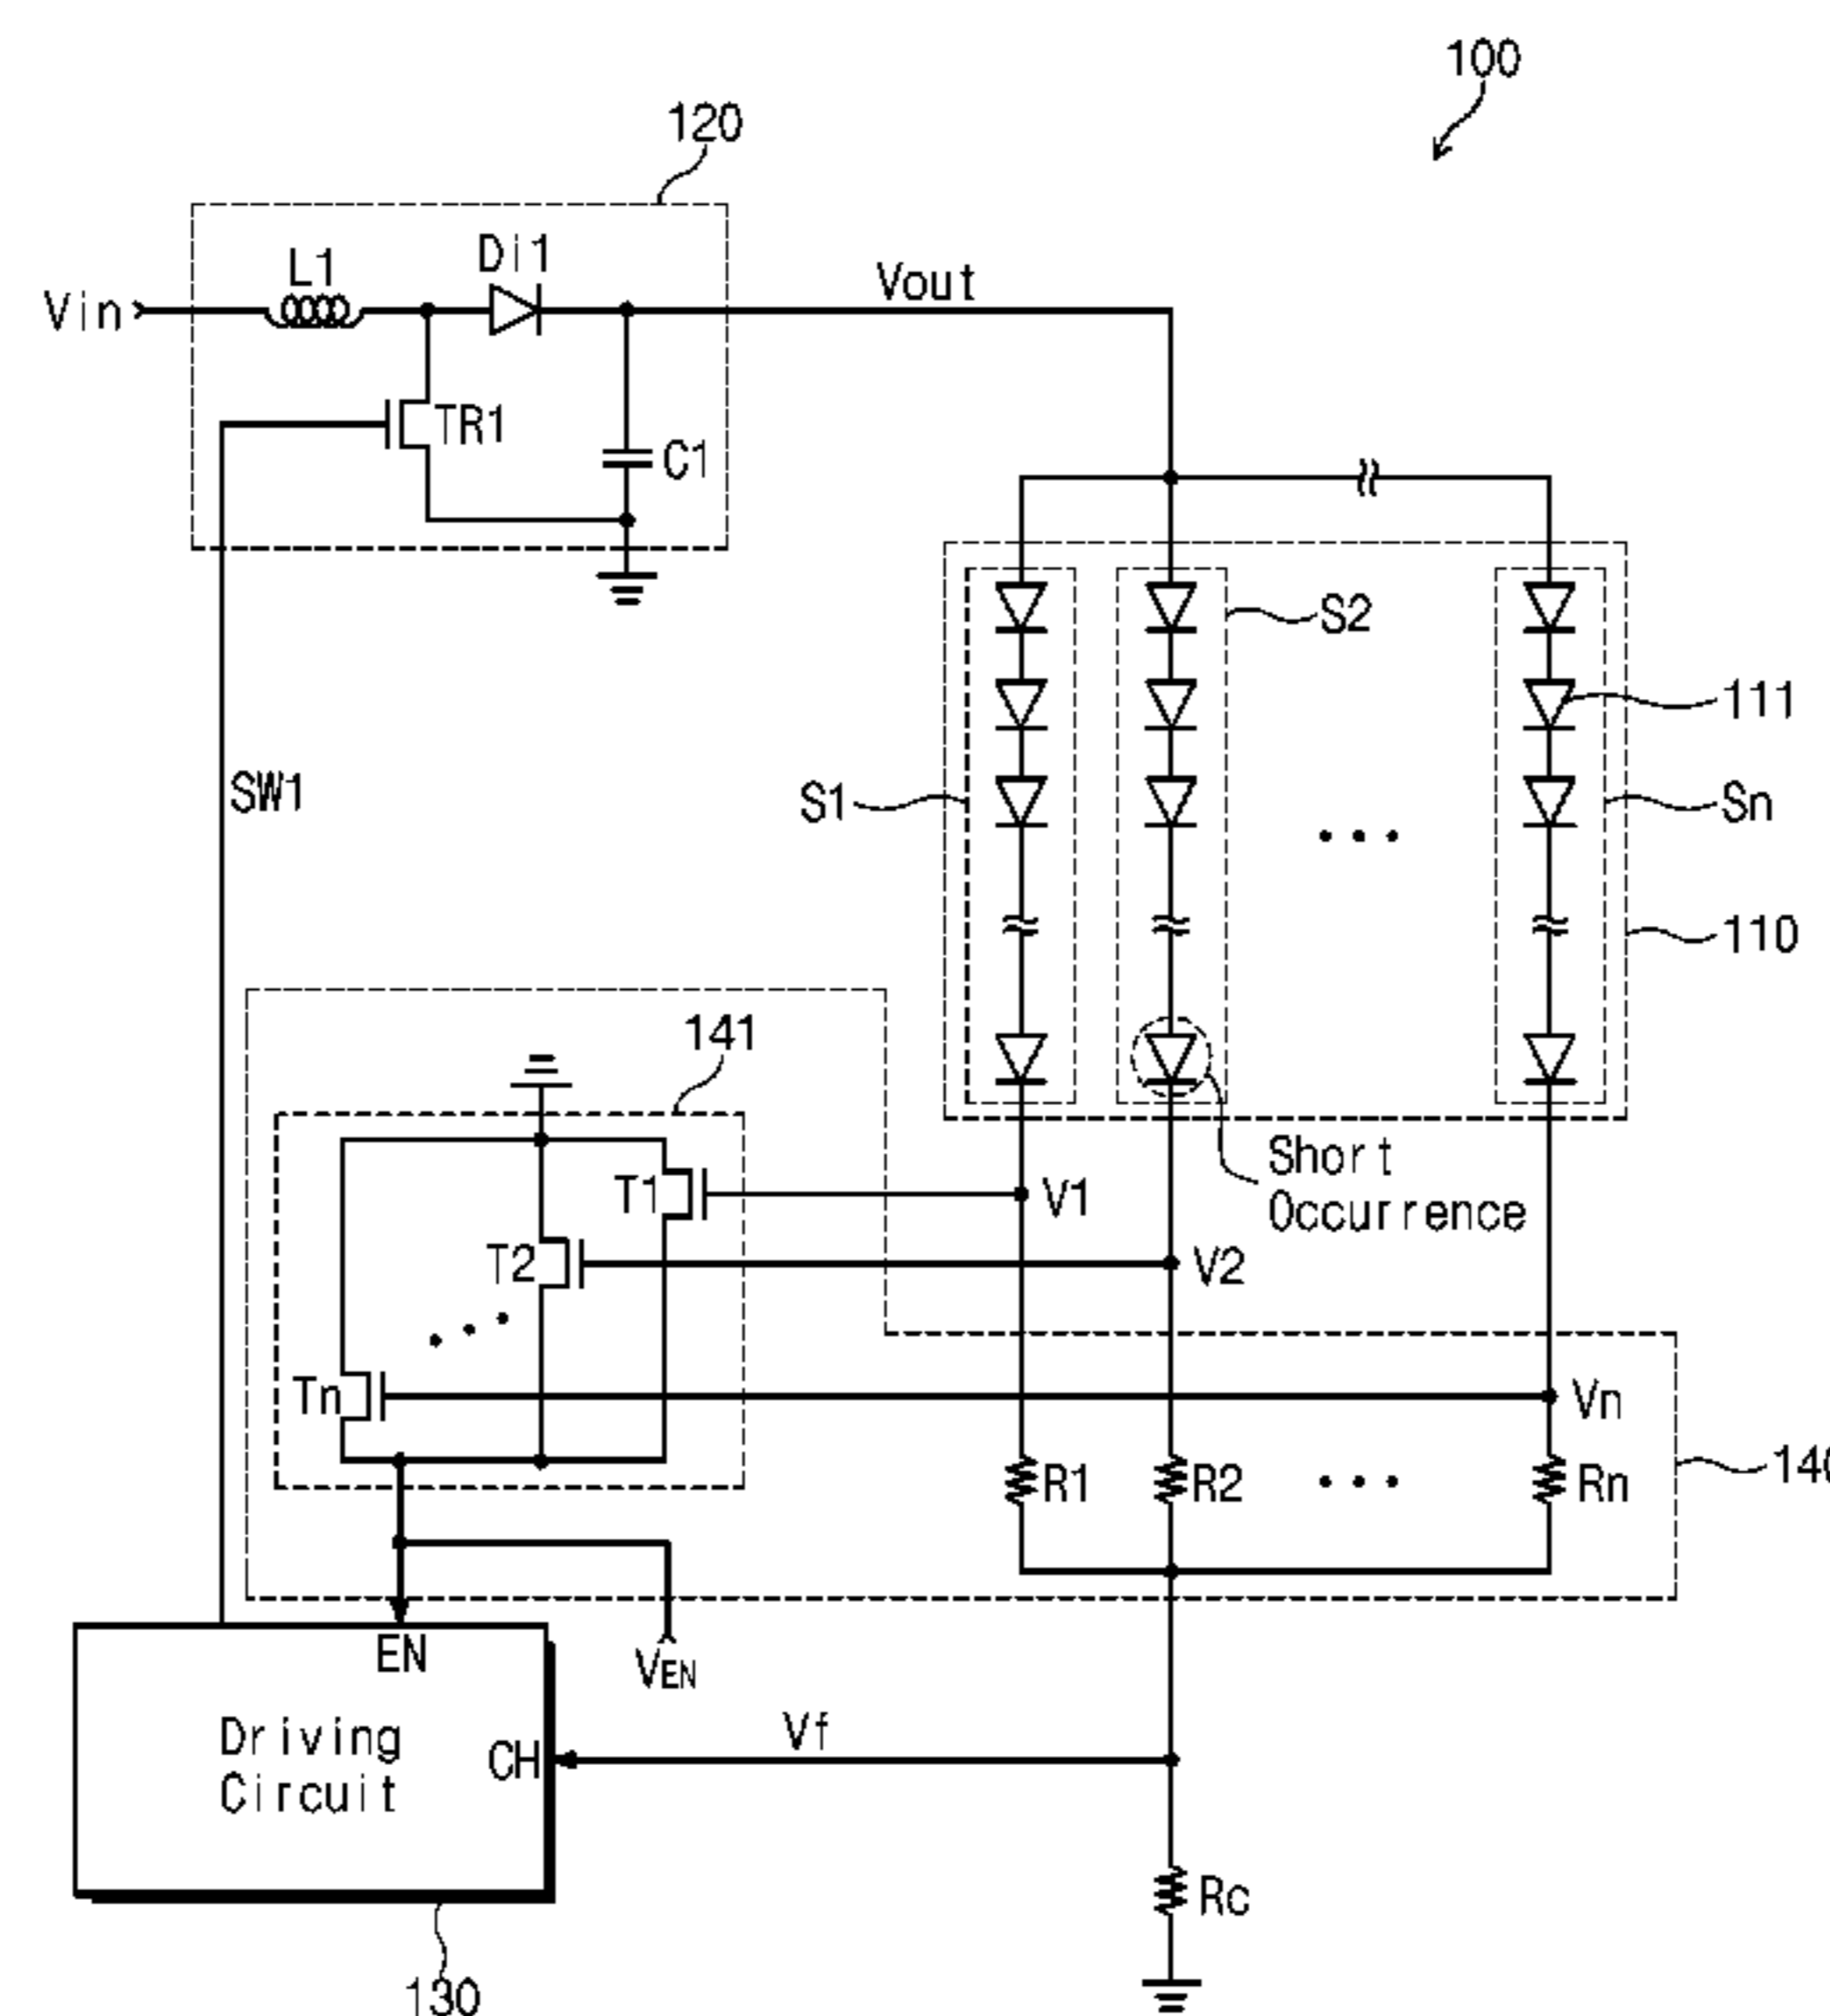 100
120
Vin
L1
Di1
Vout
TR1
C1
S2
111
SW1
S1
Sn
110
141
Short
Occurrence
T1
V1
T2
V2
Tn
Vn
R1
R2
Rn
EN
VEN
Driving
Circuit
CH
Vf
Rc
130